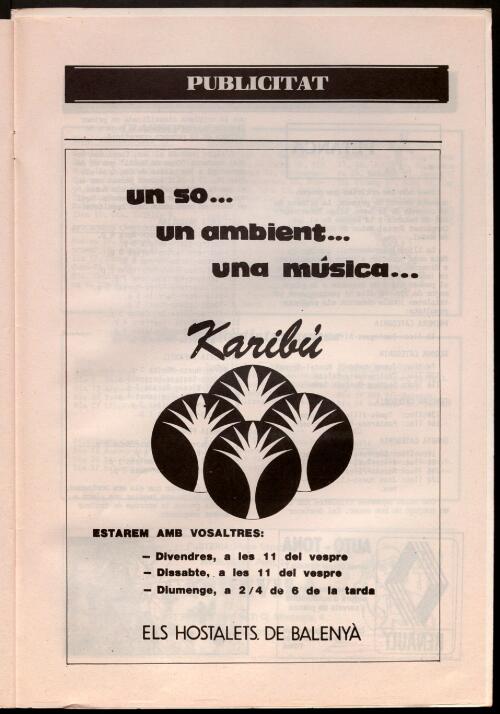 PUBLICITAT
un so...
un ambient...
una música...
Karibú
ESTAREM AMB VOSALTRES:
– Divendres, a les 11 del vespre
– Dissabte, a les 11 del vespre
– Diumenge, a 2/4 de 6 de la tarda
ELS HOSTALETS DE BALENYÀ